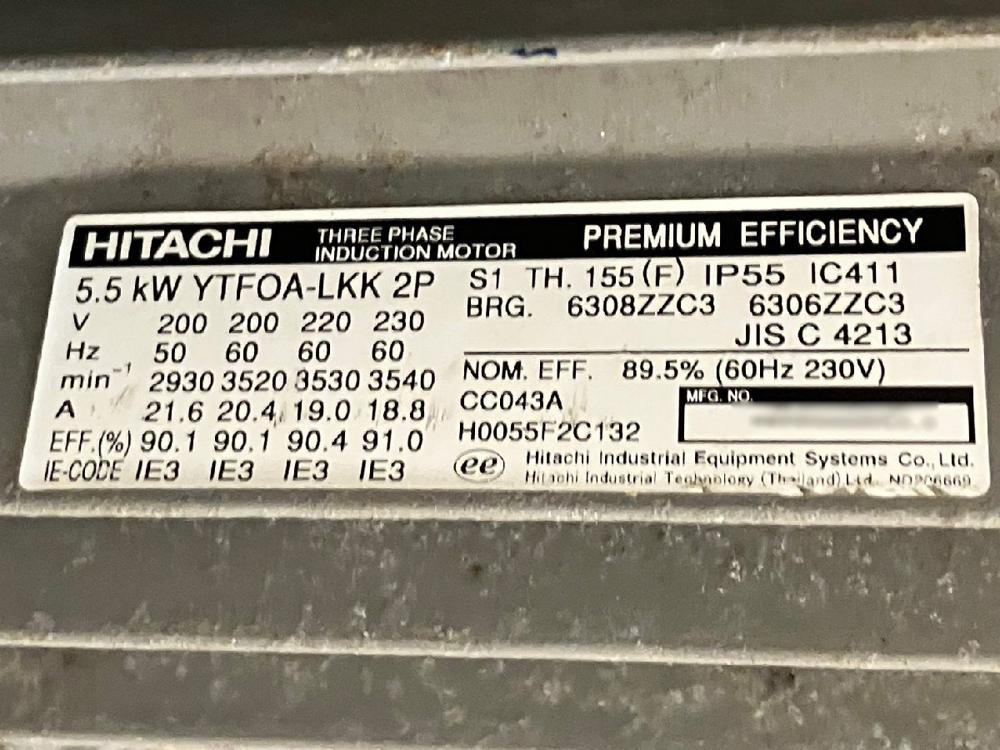 HITACHI THREE PHASE INDUCTION MOTOR PREMIUM EFFICIENCY
5.5 kW YTFOA-LKK 2P
V 200 200 220 230
Hz 50 60 60 60
min⁻¹ 2930 3520 3530 3540
A 21.6 20.4 19.0 18.8
EFF.(%) 90.1 90.1 90.4 91.0
IE-CODE IE3 IE3 IE3 IE3
S1 TH. 155 (F) IP55 IC411
BRG. 6308ZZC3 6306ZZC3
JIS C 4213
NOM. EFF. 89.5% (60Hz 230V)
CC043A
H0055F2C132
MFG. NO.
ee
Hitachi Industrial Equipment Systems Co., Ltd.
Hitachi Industrial Technology (Thailand) Ltd.